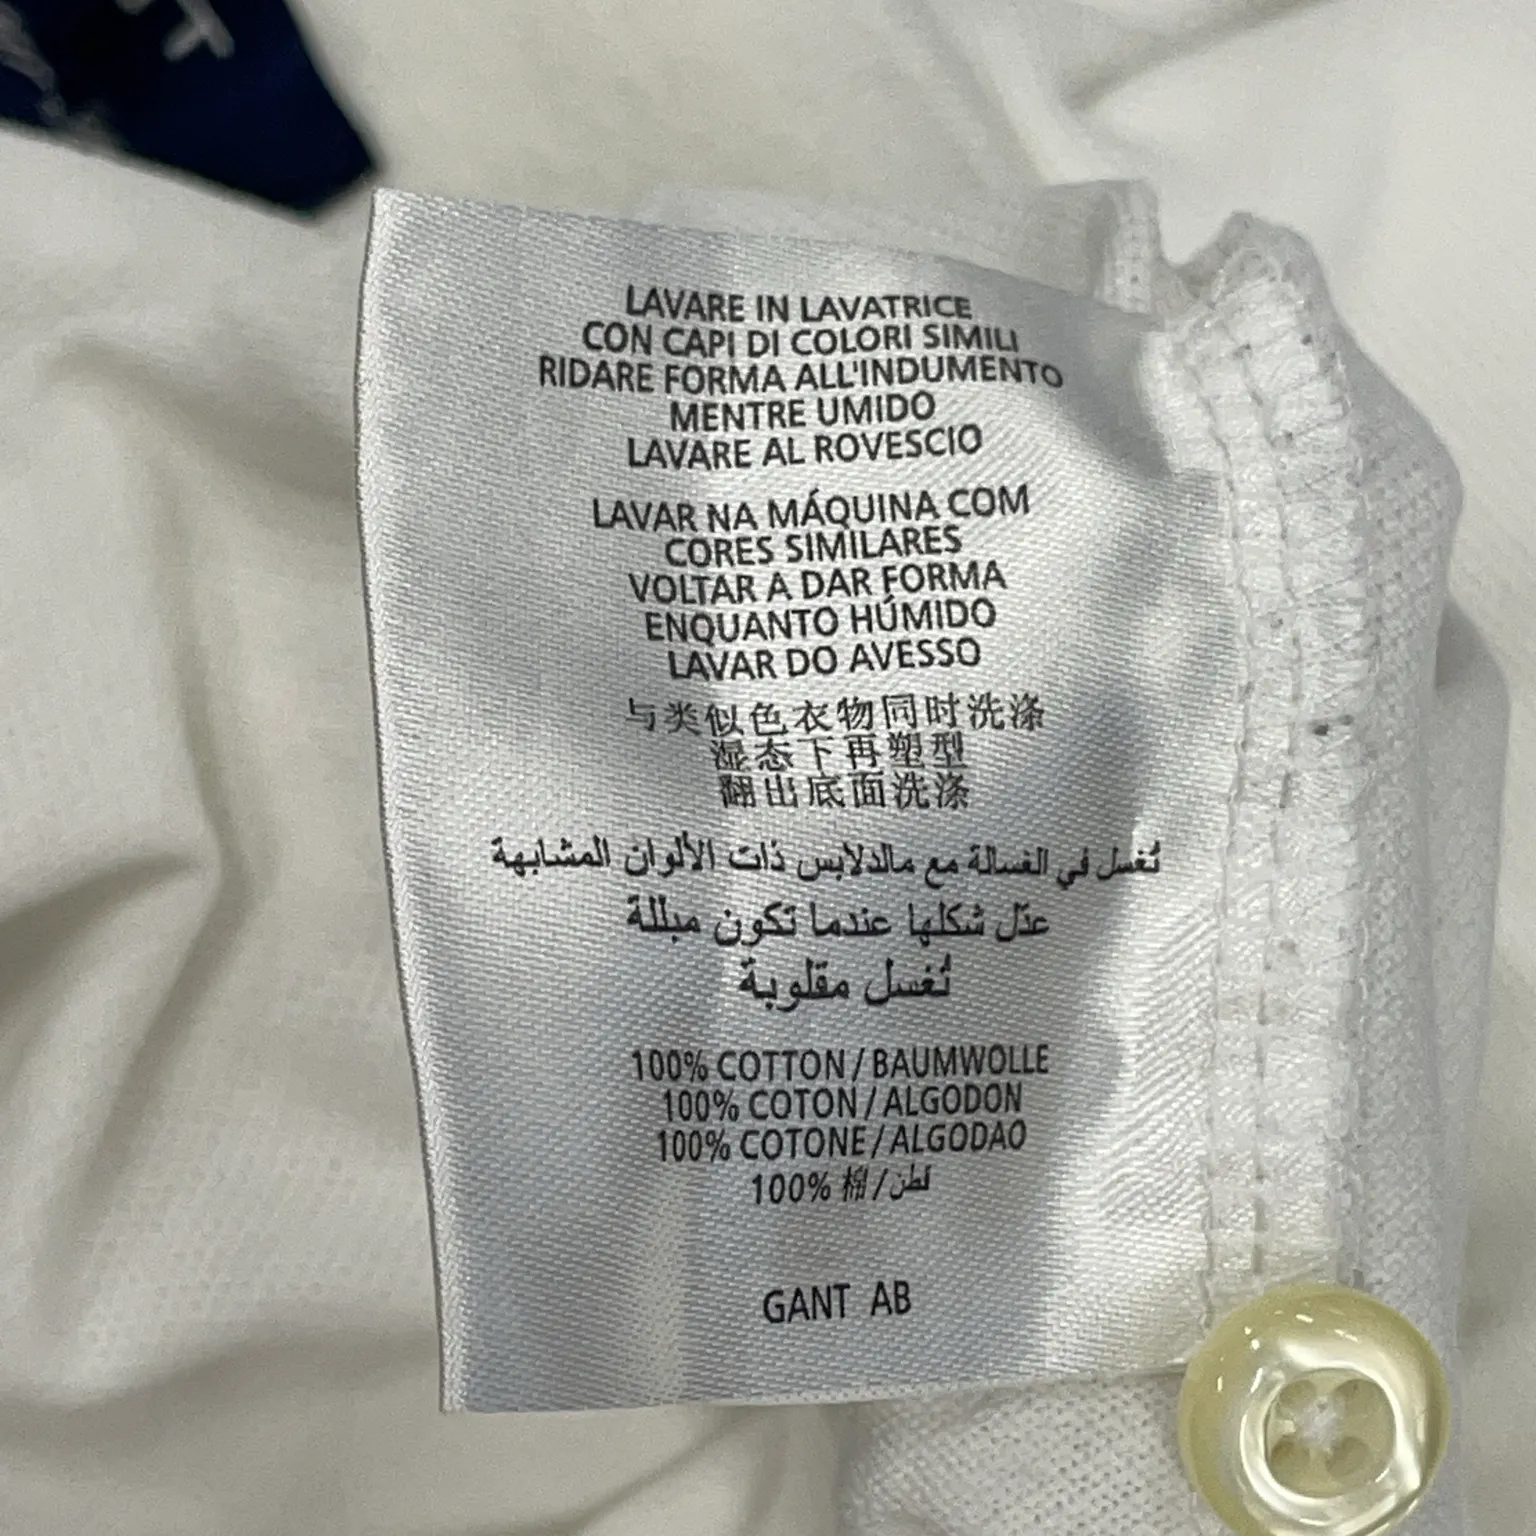 LAVARE IN LAVATRICE
CON CAPI DI COLORI SIMILI
RIDARE FORMA ALL'INDUMENTO
MENTRE UMIDO
LAVARE AL ROVESCIO
LAVAR NA MÁQUINA COM
CORES SIMILARES
VOLTAR A DAR FORMA
ENQUANTO HÚMIDO
LAVAR DO AVESSO
与类似色衣物同时洗涤
湿态下再塑型
翻出底面洗涤
تُغسل في الغسالة مع مالدلابس ذات الألوان المشابهة
عدّل شكلها عندما تكون مبللة
تُغسل مقلوبة
100% COTTON / BAUMWOLLE
100% COTON / ALGODON
100% COTONE / ALGODAO
100% 棉 / قطن
GANT AB